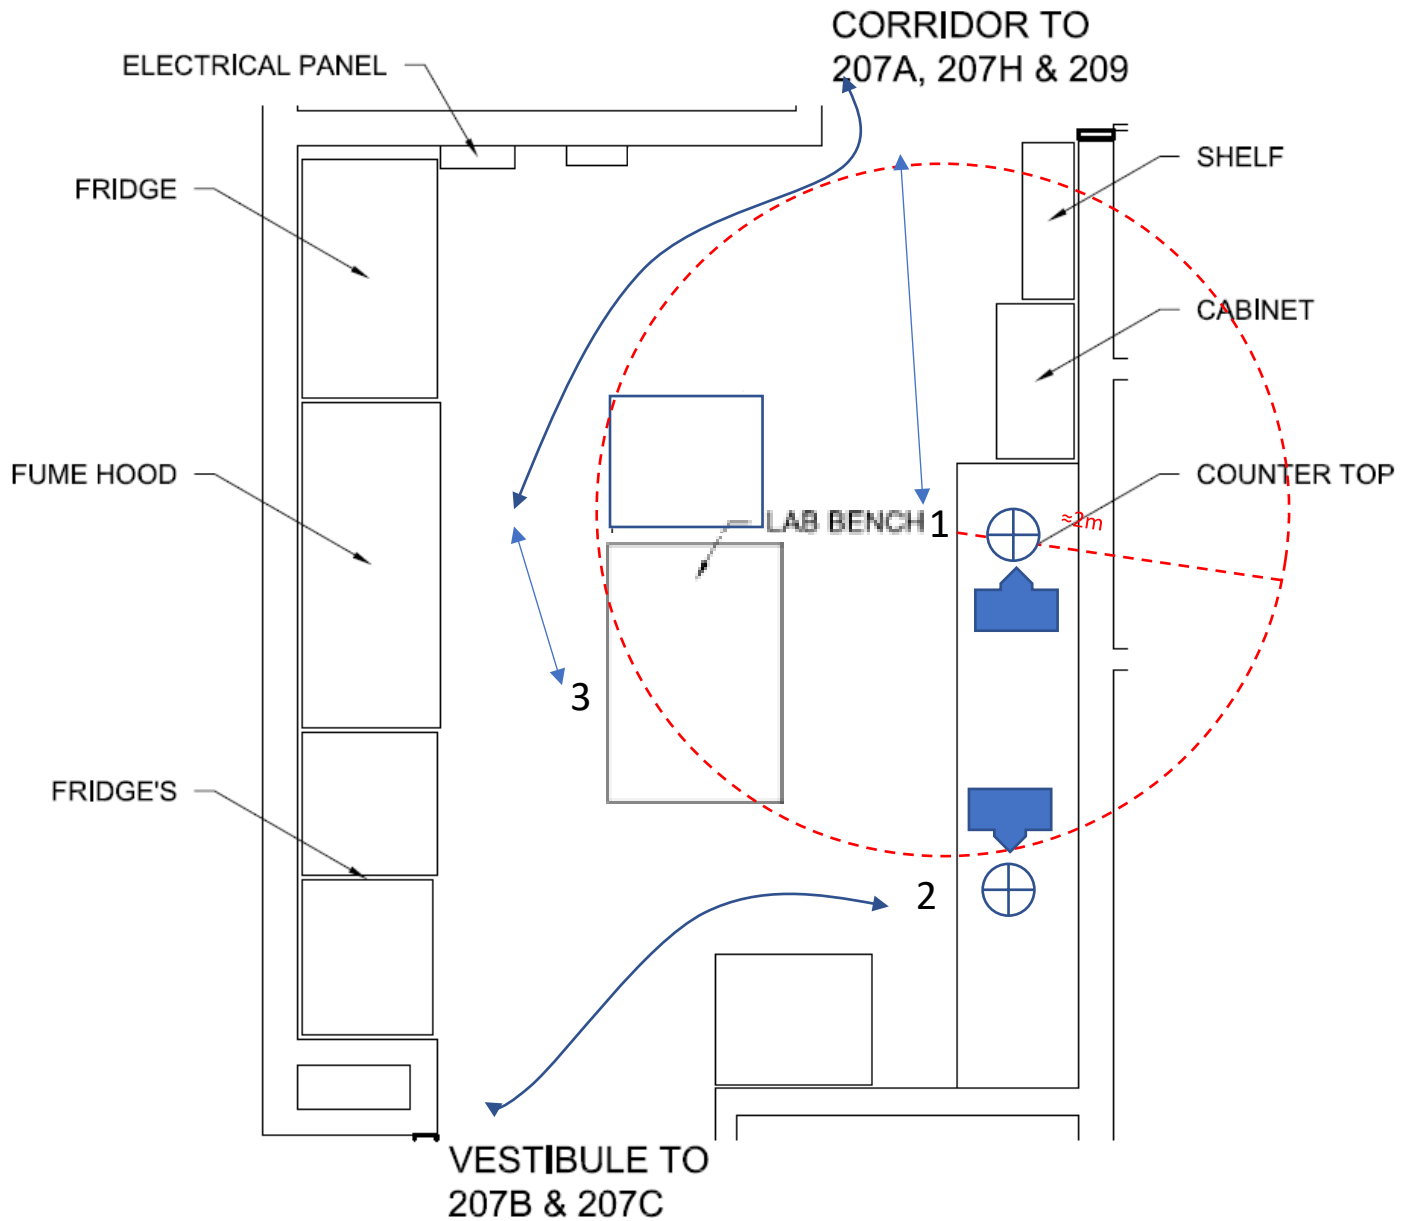 CORRIDOR TO
207A, 207H & 209
ELECTRICAL PANEL
SHELF
FRIDGE
CABINET
FUME HOOD
COUNTER TOP
LAB BENCH
1
≈2m
3
FRIDGE'S
2
VESTIBULE TO
207B & 207C